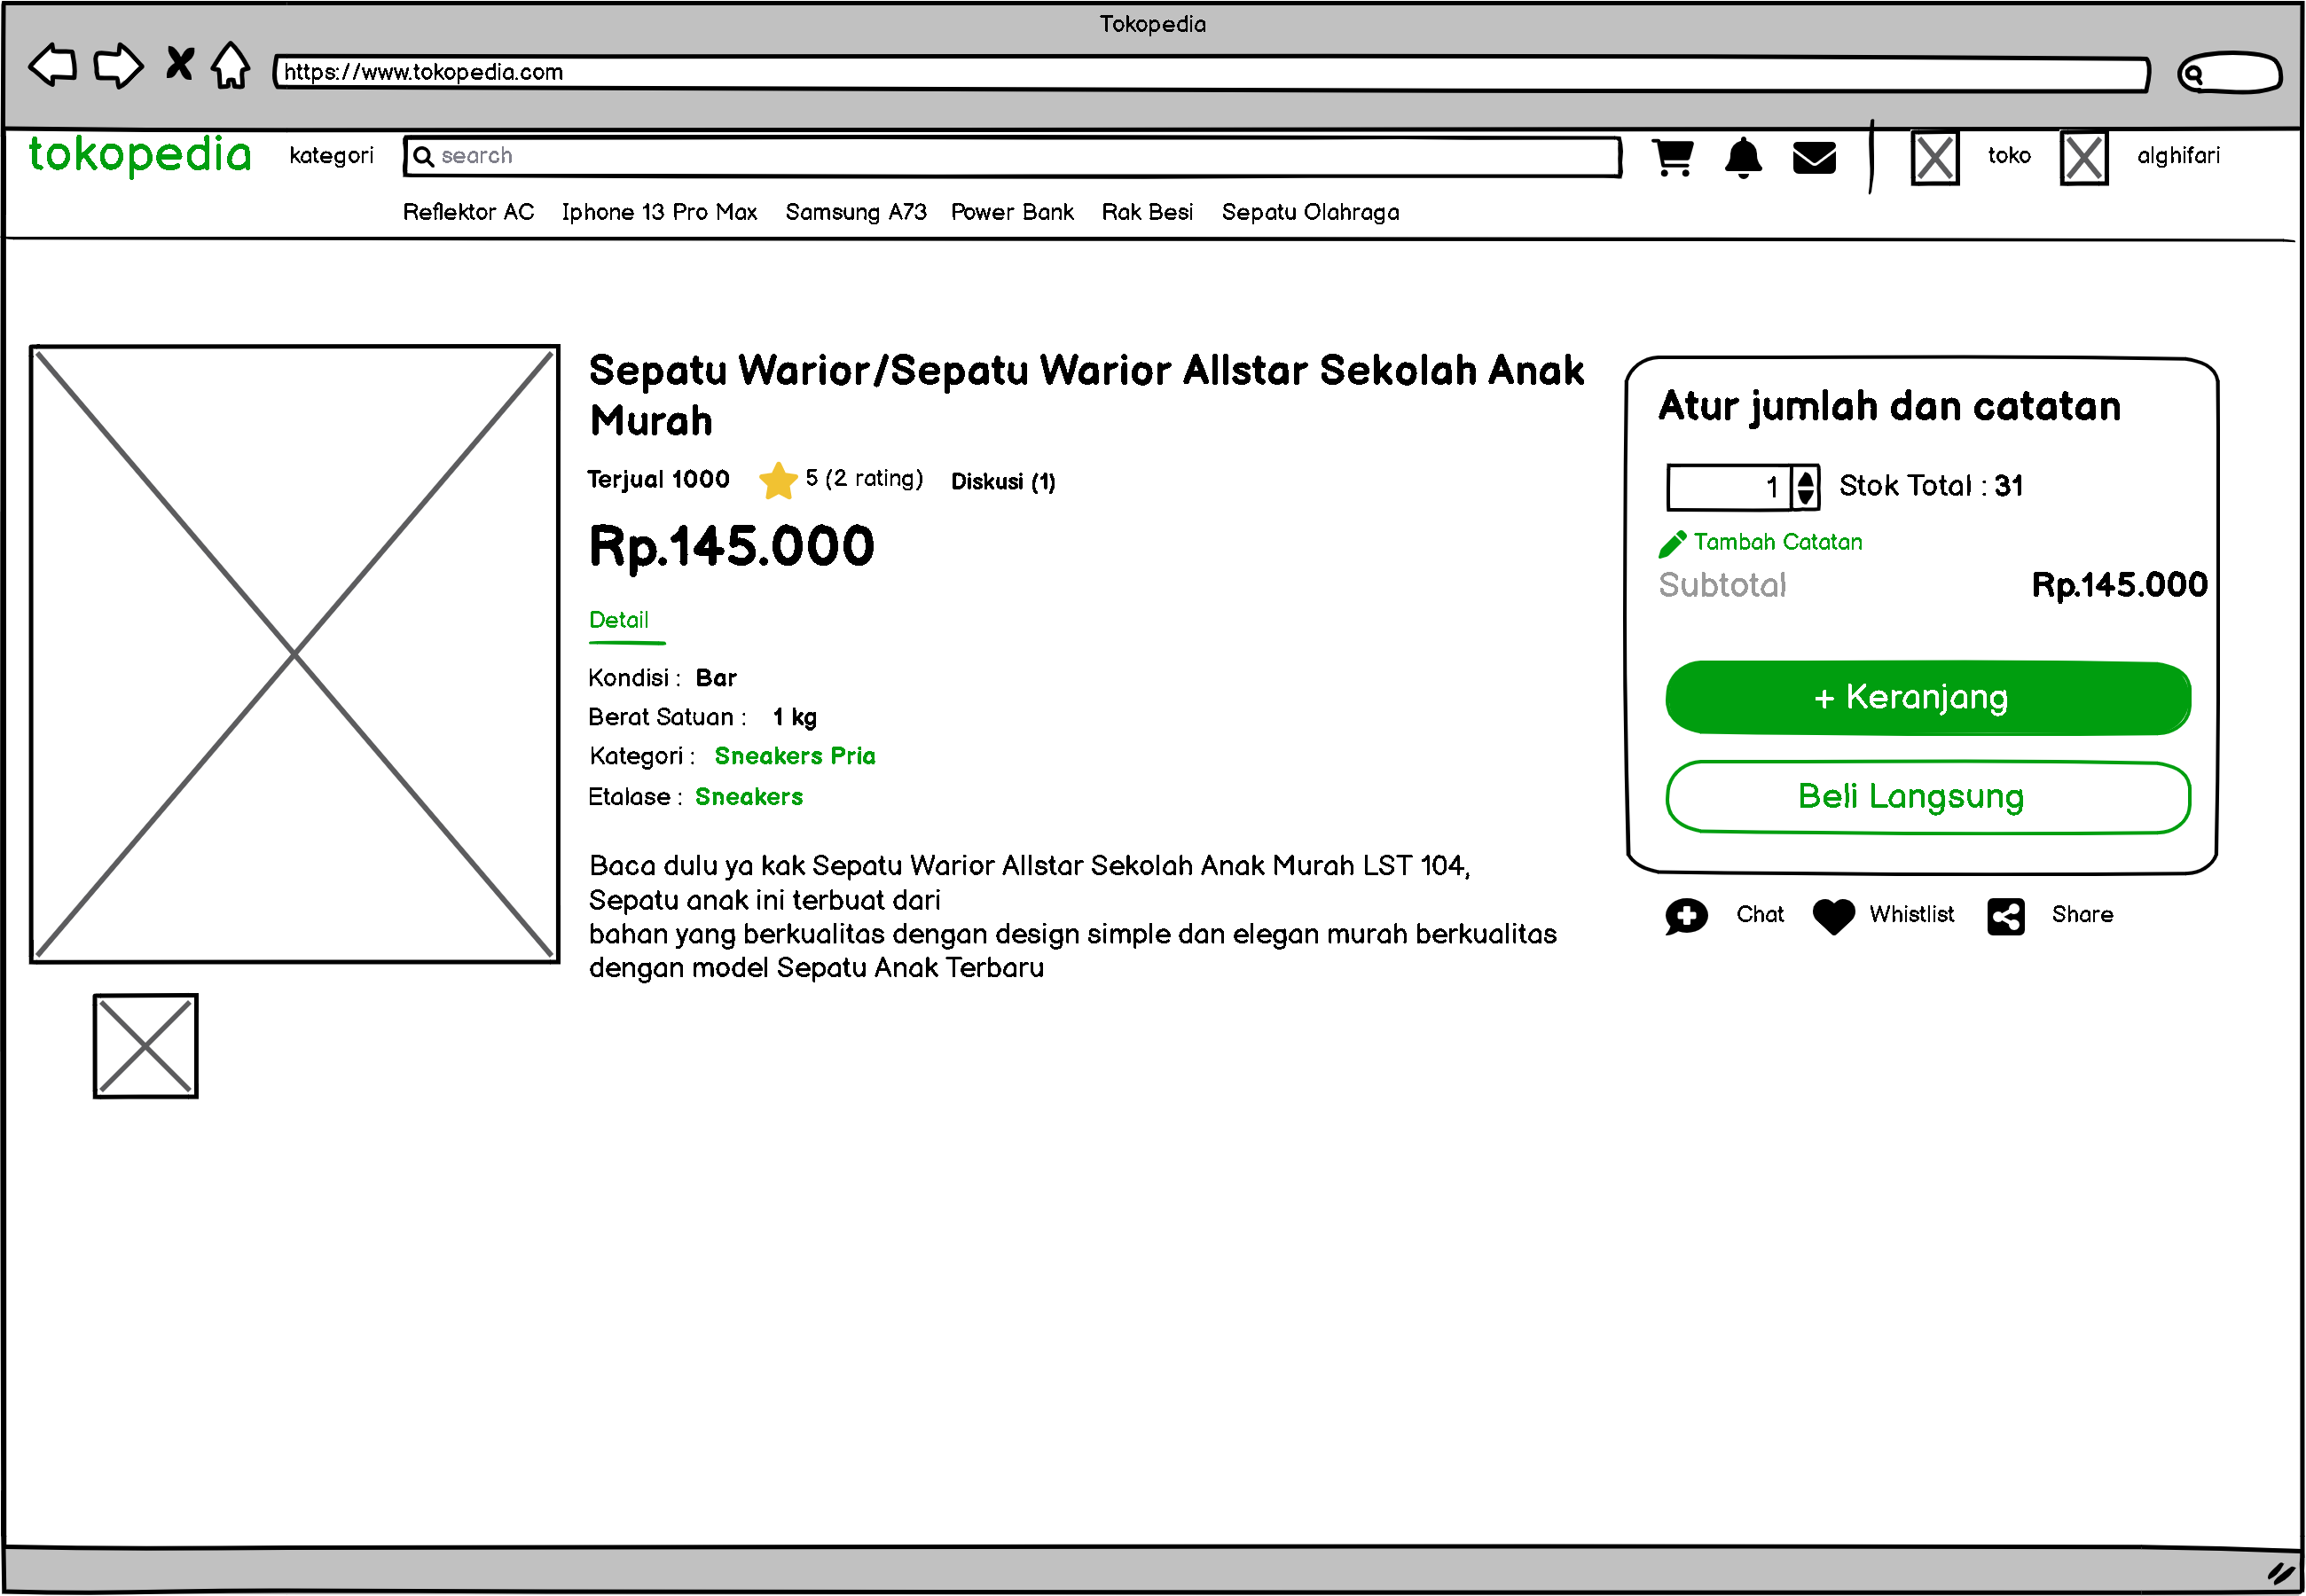 Tokopedia
https://www.tokopedia.com
tokopedia kategori search toko alghifari
Reflektor AC Iphone 13 Pro Max Samsung A73 Power Bank Rak Besi Sepatu Olahraga
Sepatu Warior/Sepatu Warior Allstar Sekolah Anak
Murah
Terjual 1000 5 (2 rating) Diskusi (1)
Rp.145.000
Detail
Kondisi : Bar
Berat Satuan : 1 kg
Kategori : Sneakers Pria
Etalase : Sneakers
Baca dulu ya kak Sepatu Warior Allstar Sekolah Anak Murah LST 104,
Sepatu anak ini terbuat dari
bahan yang berkualitas dengan design simple dan elegan murah berkualitas
dengan model Sepatu Anak Terbaru
Atur jumlah dan catatan
1 Stok Total : 31
Tambah Catatan
Subtotal Rp.145.000
+ Keranjang
Beli Langsung
Chat Whistlist Share